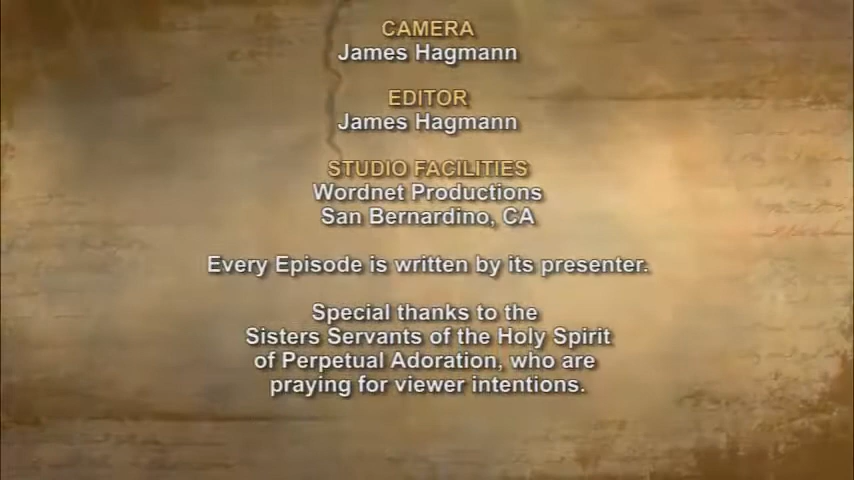 CAMERA
James Hagmann
EDITOR
James Hagmann
STUDIO FACILITIES
Wordnet Productions
San Bernardino, CA
Every Episode is written by its presenter.
Special thanks to the
Sisters Servants of the Holy Spirit
of Perpetual Adoration, who are
praying for viewer intentions.